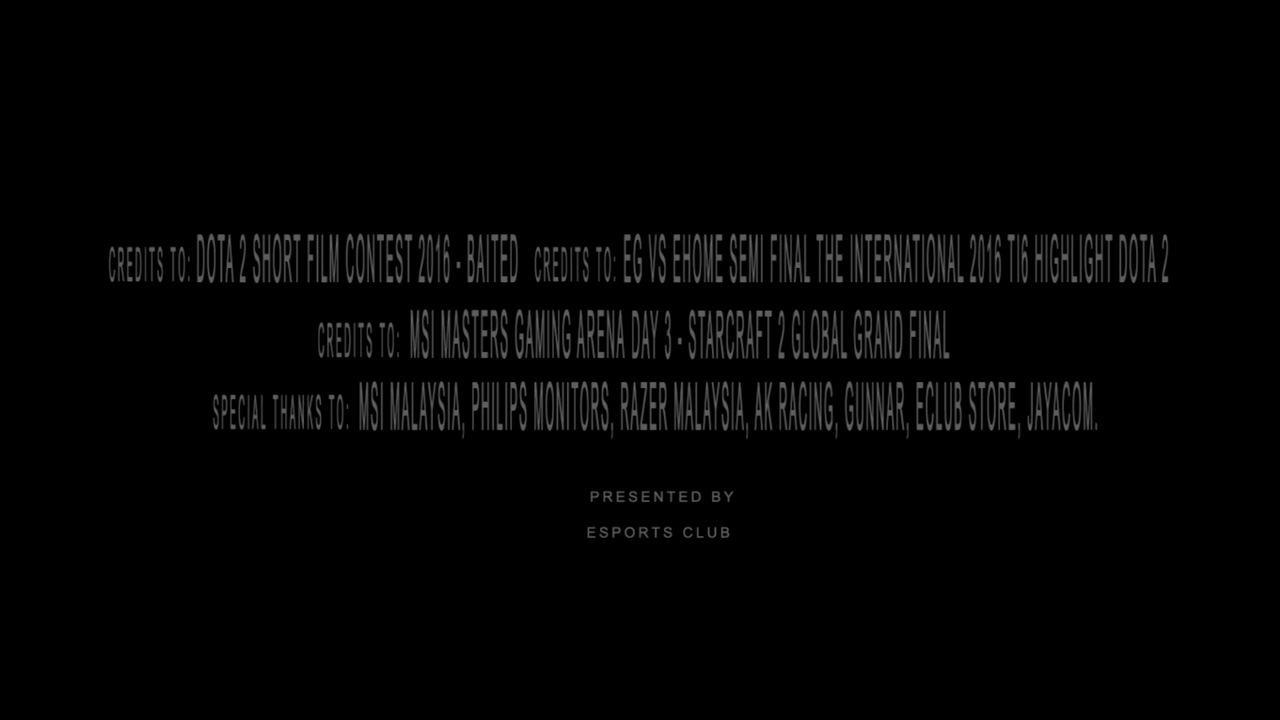 CREDITS TO: DOTA 2 SHORT FILM CONTEST 2016 - BAITED CREDITS TO: EG VS EHOME SEMI FINAL THE INTERNATIONAL 2016 TI6 HIGHLIGHT DOTA 2
CREDITS TO: MSI MASTERS GAMING ARENA DAY 3 - STARCRAFT 2 GLOBAL GRAND FINAL
SPECIAL THANKS TO: MSI MALAYSIA, PHILIPS MONITORS, RAZER MALAYSIA, AK RACING, GUNNAR, ECLUB STORE, JAYACOM.
PRESENTED BY
ESPORTS CLUB